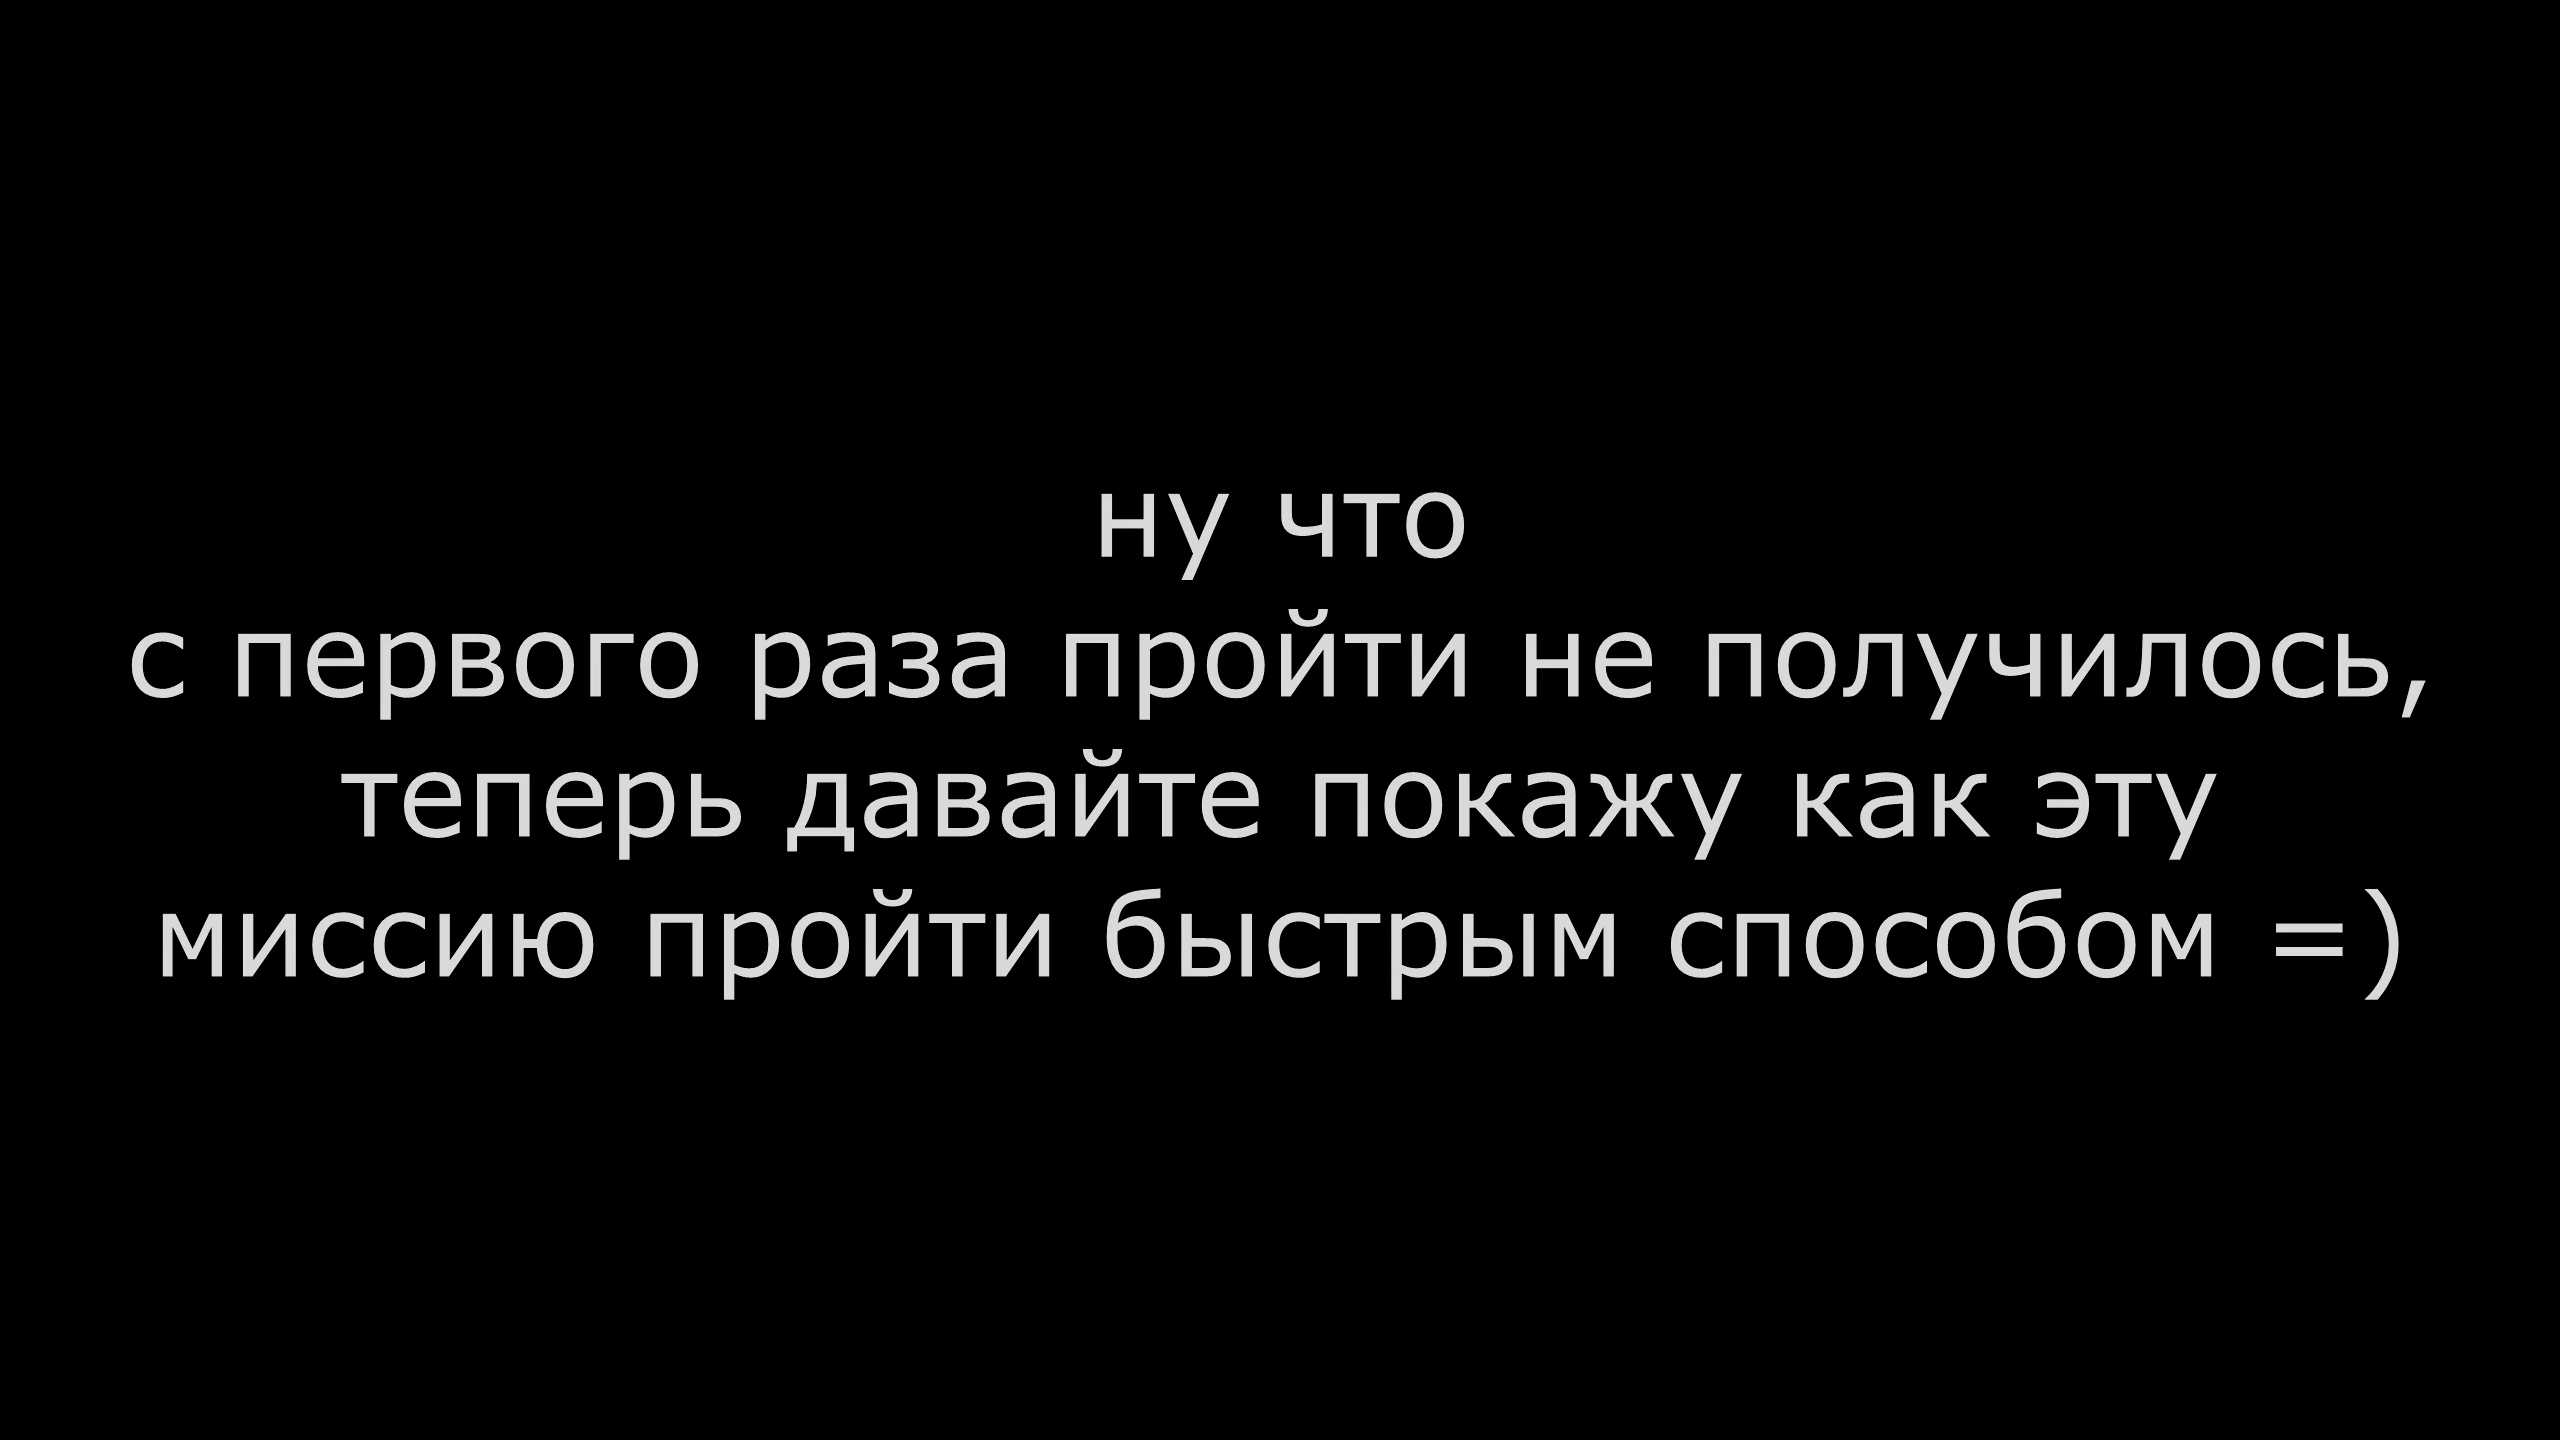 ну что
с первого раза пройти не получилось,
теперь давайте покажу как эту
миссию пройти быстрым способом =)